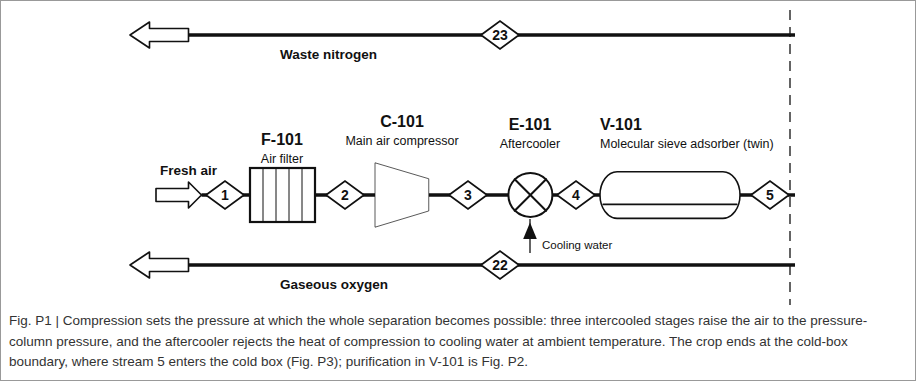 23
Waste nitrogen
C-101
Main air compressor
E-101
Aftercooler
V-101
Molecular sieve adsorber (twin)
F-101
Air filter
Fresh air
1
2
3
4
5
Cooling water
22
Gaseous oxygen
Fig. P1 | Compression sets the pressure at which the whole separation becomes possible: three intercooled stages raise the air to the pressure-
column pressure, and the aftercooler rejects the heat of compression to cooling water at ambient temperature. The crop ends at the cold-box
boundary, where stream 5 enters the cold box (Fig. P3); purification in V-101 is Fig. P2.